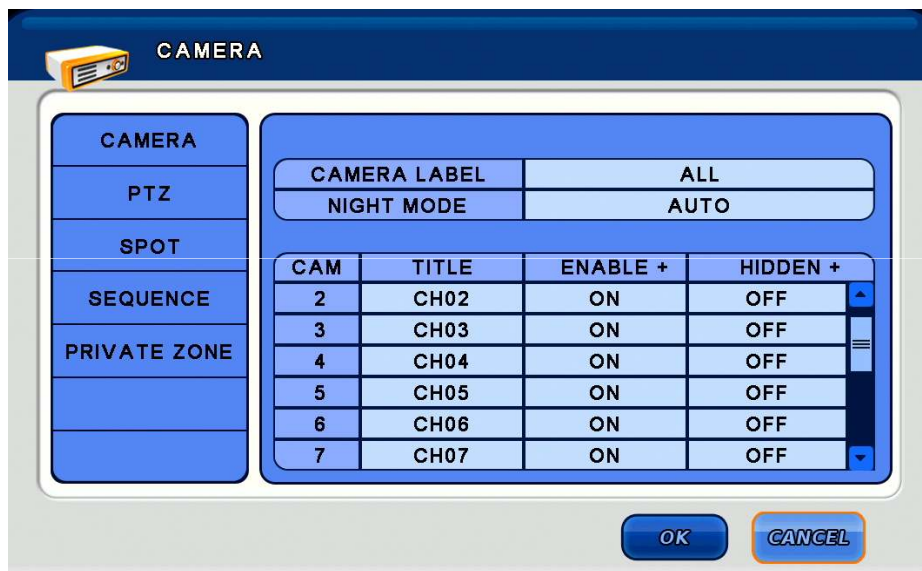 CAMERA
CAMERA
PTZ
SPOT
SEQUENCE
PRIVATE ZONE
CAMERA LABEL ALL
NIGHT MODE AUTO
CAM TITLE ENABLE + HIDDEN +
2 CH02 ON OFF
3 CH03 ON OFF
4 CH04 ON OFF
5 CH05 ON OFF
6 CH06 ON OFF
7 CH07 ON OFF
OK CANCEL